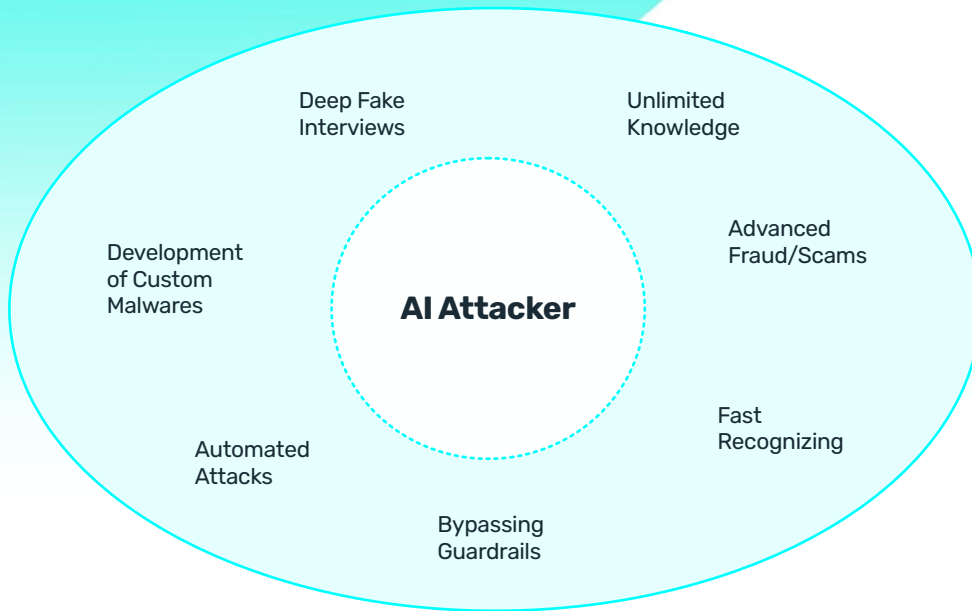 Deep Fake
Interviews
Unlimited
Knowledge
Advanced
Fraud/Scams
Development
of Custom
Malwares
AI Attacker
Fast
Recognizing
Automated
Attacks
Bypassing
Guardrails